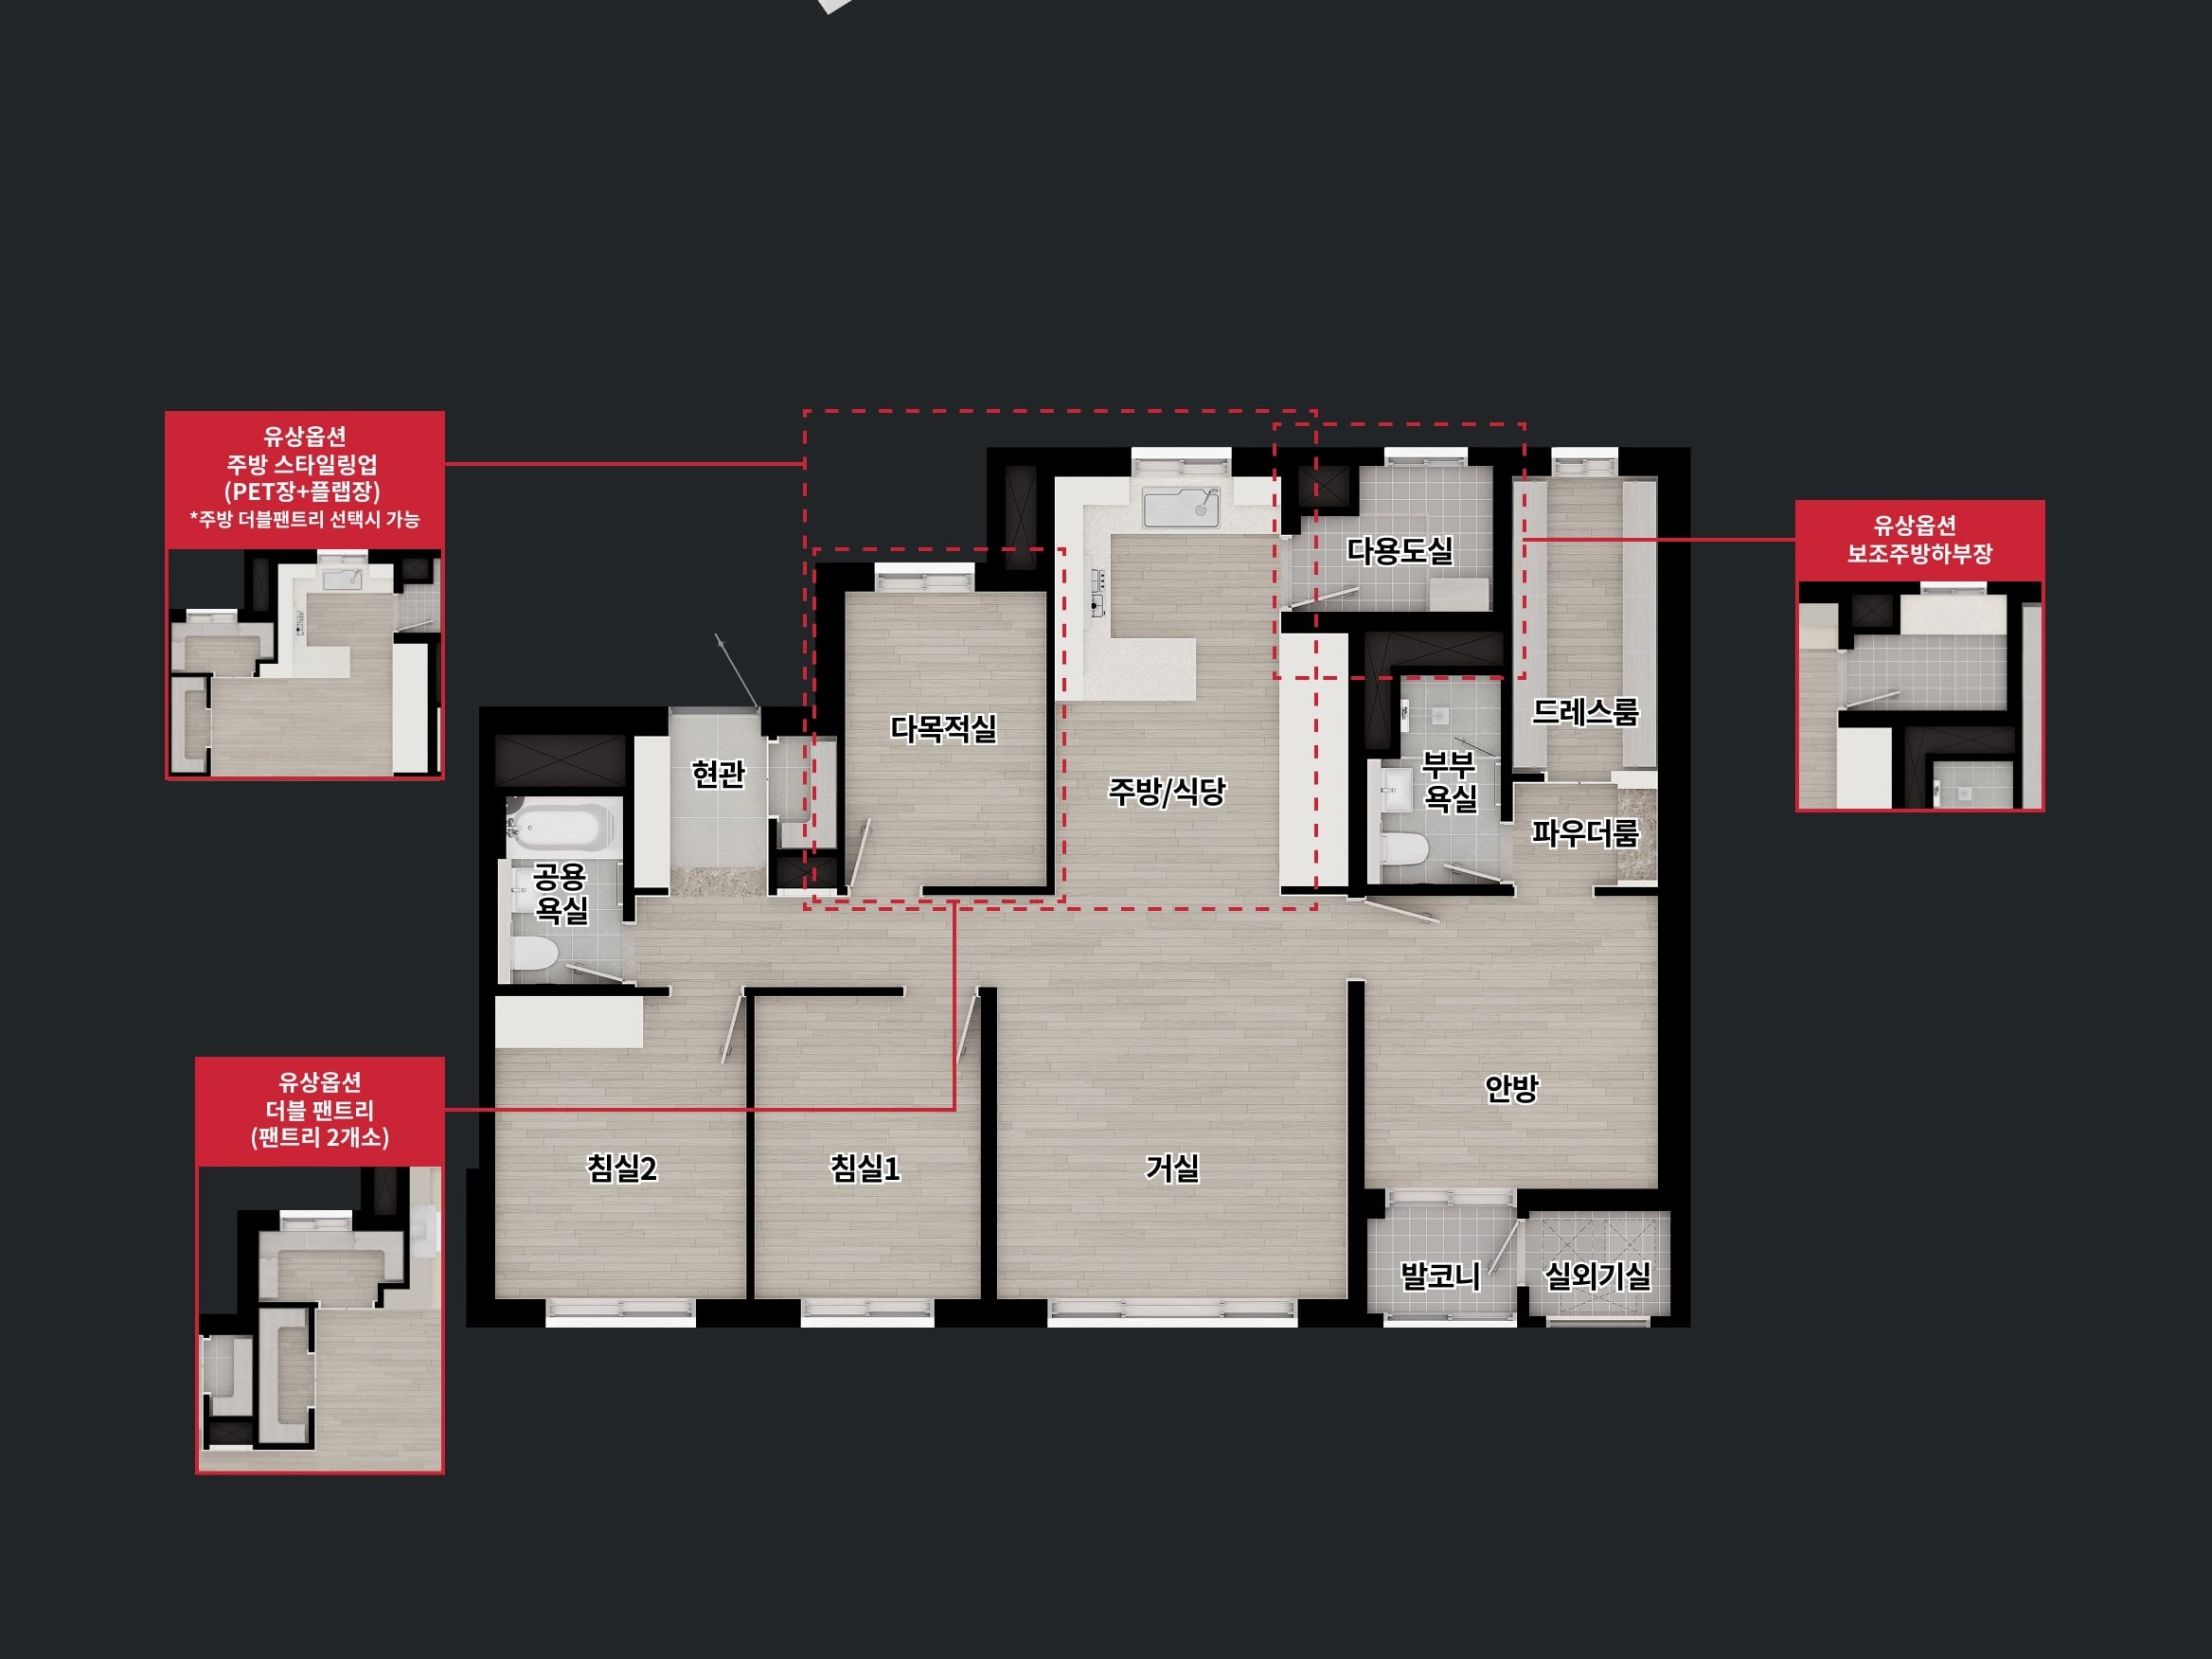 유상옵션
주방 스타일링업
(PET장+플랩장)
*주방 더블팬트리 선택시 가능
유상옵션
보조주방하부장
다용도실
드레스룸
다목적실
현관
주방/식당
부부
욕실
파우더룸
공용
욕실
유상옵션
더블 팬트리
(팬트리 2개소)
안방
침실2
침실1
거실
발코니
실외기실